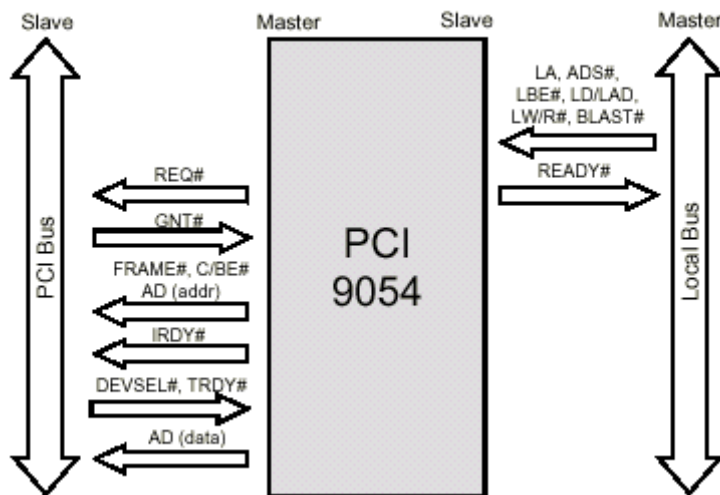 Slave
Master
Slave
Master
LA, ADS#,
LBE#, LD/LAD,
LW/R#, BLAST#
REQ#
READY#
GNT#
PCI Bus
PCI
9054
Local Bus
FRAME#, C/BE#
AD (addr)
IRDY#
DEVSEL#, TRDY#
AD (data)